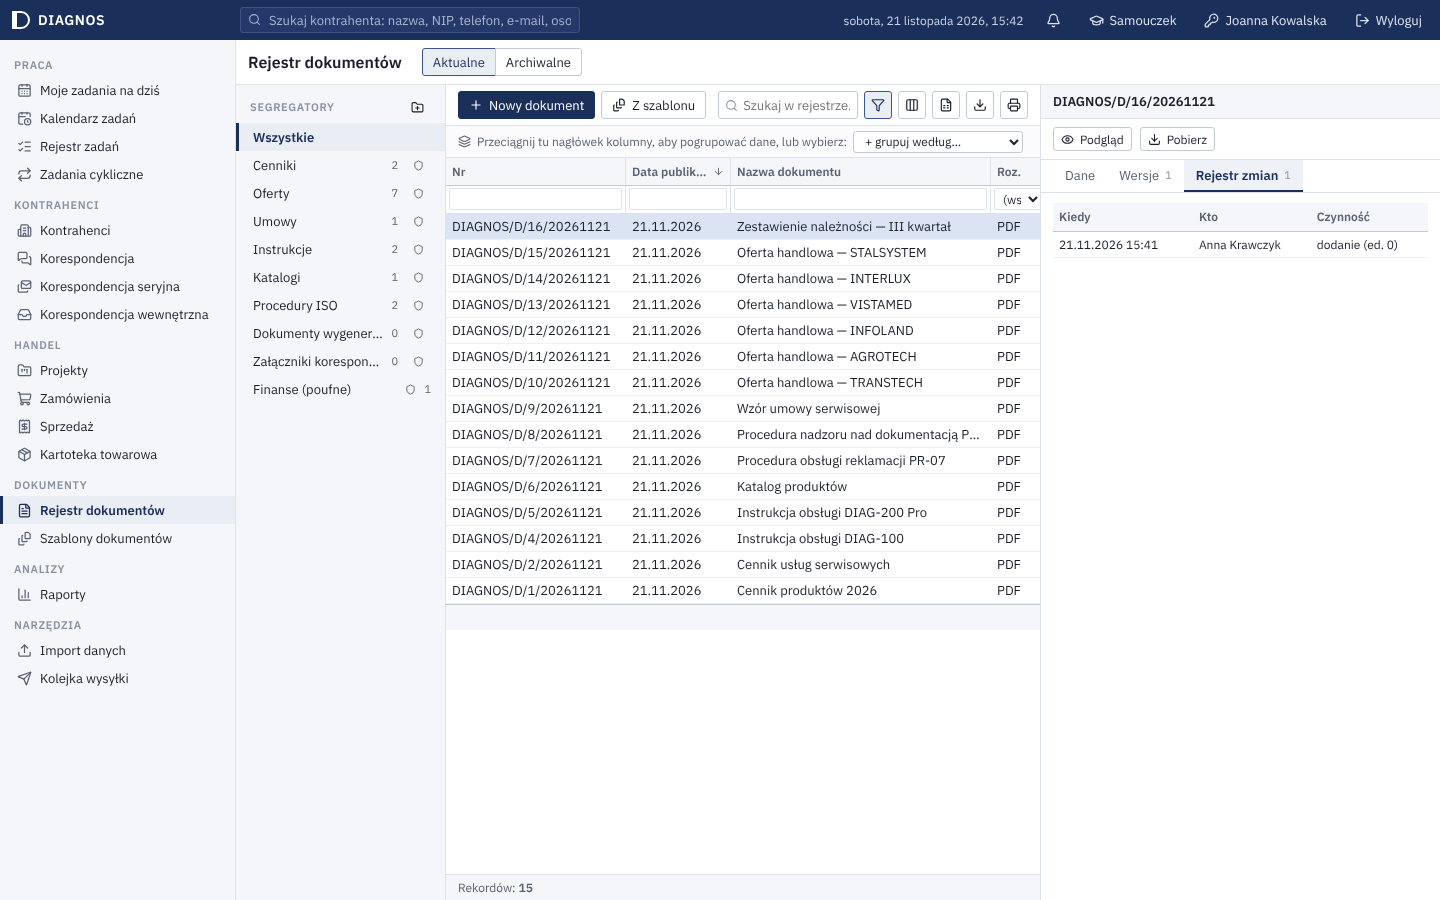 DIAGNOS
Szukaj kontrahenta: nazwa, NIP, telefon, e-mail, oso
sobota, 21 listopada 2026, 15:42
Samouczek
Joanna Kowalska
Wyloguj
PRACA
Moje zadania na dziś
Kalendarz zadań
Rejestr zadań
Zadania cykliczne
KONTRAHENCI
Kontrahenci
Korespondencja
Korespondencja seryjna
Korespondencja wewnętrzna
HANDEL
Projekty
Zamówienia
Sprzedaż
Kartoteka towarowa
DOKUMENTY
Rejestr dokumentów
Szablony dokumentów
ANALIZY
Raporty
NARZĘDZIA
Import danych
Kolejka wysyłki
Rejestr dokumentów
Aktualne
Archiwalne
SEGREGATORY
Wszystkie
Cenniki 2
Oferty 7
Umowy 1
Instrukcje 2
Katalogi 1
Procedury ISO 2
Dokumenty wygener... 0
Załączniki korespon... 0
Finanse (poufne) 1
Nowy dokument
Z szablonu
Szukaj w rejestrze.
Przeciągnij tu nagłówek kolumny, aby pogrupować dane, lub wybierz:
+ grupuj według...
Nr Data publik... Nazwa dokumentu Roz.
(ws
DIAGNOS/D/16/20261121 21.11.2026 Zestawienie należności — III kwartał PDF
DIAGNOS/D/15/20261121 21.11.2026 Oferta handlowa — STALSYSTEM PDF
DIAGNOS/D/14/20261121 21.11.2026 Oferta handlowa — INTERLUX PDF
DIAGNOS/D/13/20261121 21.11.2026 Oferta handlowa — VISTAMED PDF
DIAGNOS/D/12/20261121 21.11.2026 Oferta handlowa — INFOLAND PDF
DIAGNOS/D/11/20261121 21.11.2026 Oferta handlowa — AGROTECH PDF
DIAGNOS/D/10/20261121 21.11.2026 Oferta handlowa — TRANSTECH PDF
DIAGNOS/D/9/20261121 21.11.2026 Wzór umowy serwisowej PDF
DIAGNOS/D/8/20261121 21.11.2026 Procedura nadzoru nad dokumentacją P... PDF
DIAGNOS/D/7/20261121 21.11.2026 Procedura obsługi reklamacji PR-07 PDF
DIAGNOS/D/6/20261121 21.11.2026 Katalog produktów PDF
DIAGNOS/D/5/20261121 21.11.2026 Instrukcja obsługi DIAG-200 Pro PDF
DIAGNOS/D/4/20261121 21.11.2026 Instrukcja obsługi DIAG-100 PDF
DIAGNOS/D/2/20261121 21.11.2026 Cennik usług serwisowych PDF
DIAGNOS/D/1/20261121 21.11.2026 Cennik produktów 2026 PDF
Rekordów: 15
DIAGNOS/D/16/20261121
Podgląd
Pobierz
Dane
Wersje 1
Rejestr zmian 1
Kiedy Kto Czynność
21.11.2026 15:41 Anna Krawczyk dodanie (ed. 0)